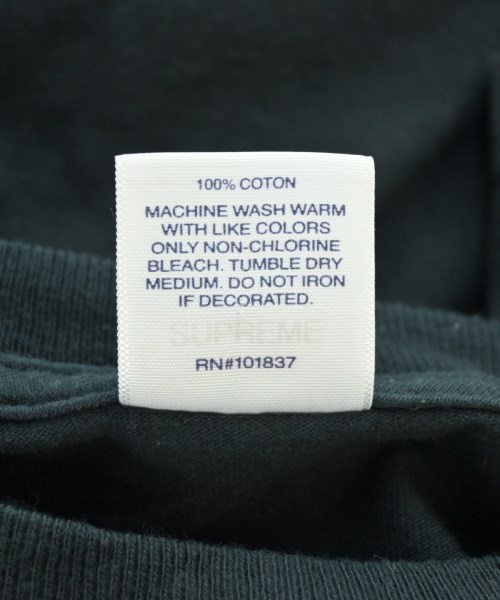 100% COTON
MACHINE WASH WARM
WITH LIKE COLORS
ONLY NON-CHLORINE
BLEACH. TUMBLE DRY
MEDIUM. DO NOT IRON
IF DECORATED.
SUPREME
RN#101837